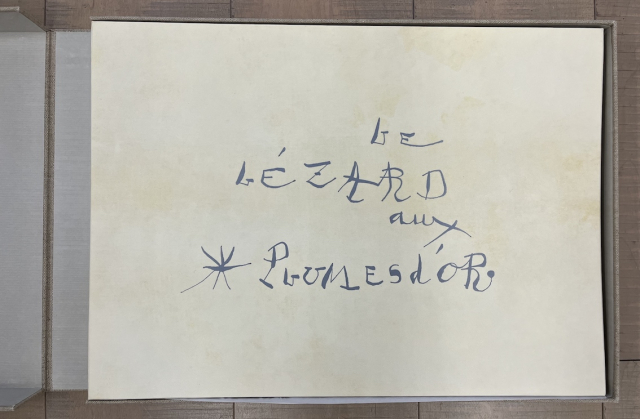 LE
LÉZARD
aux
* PLUMES d'OR.